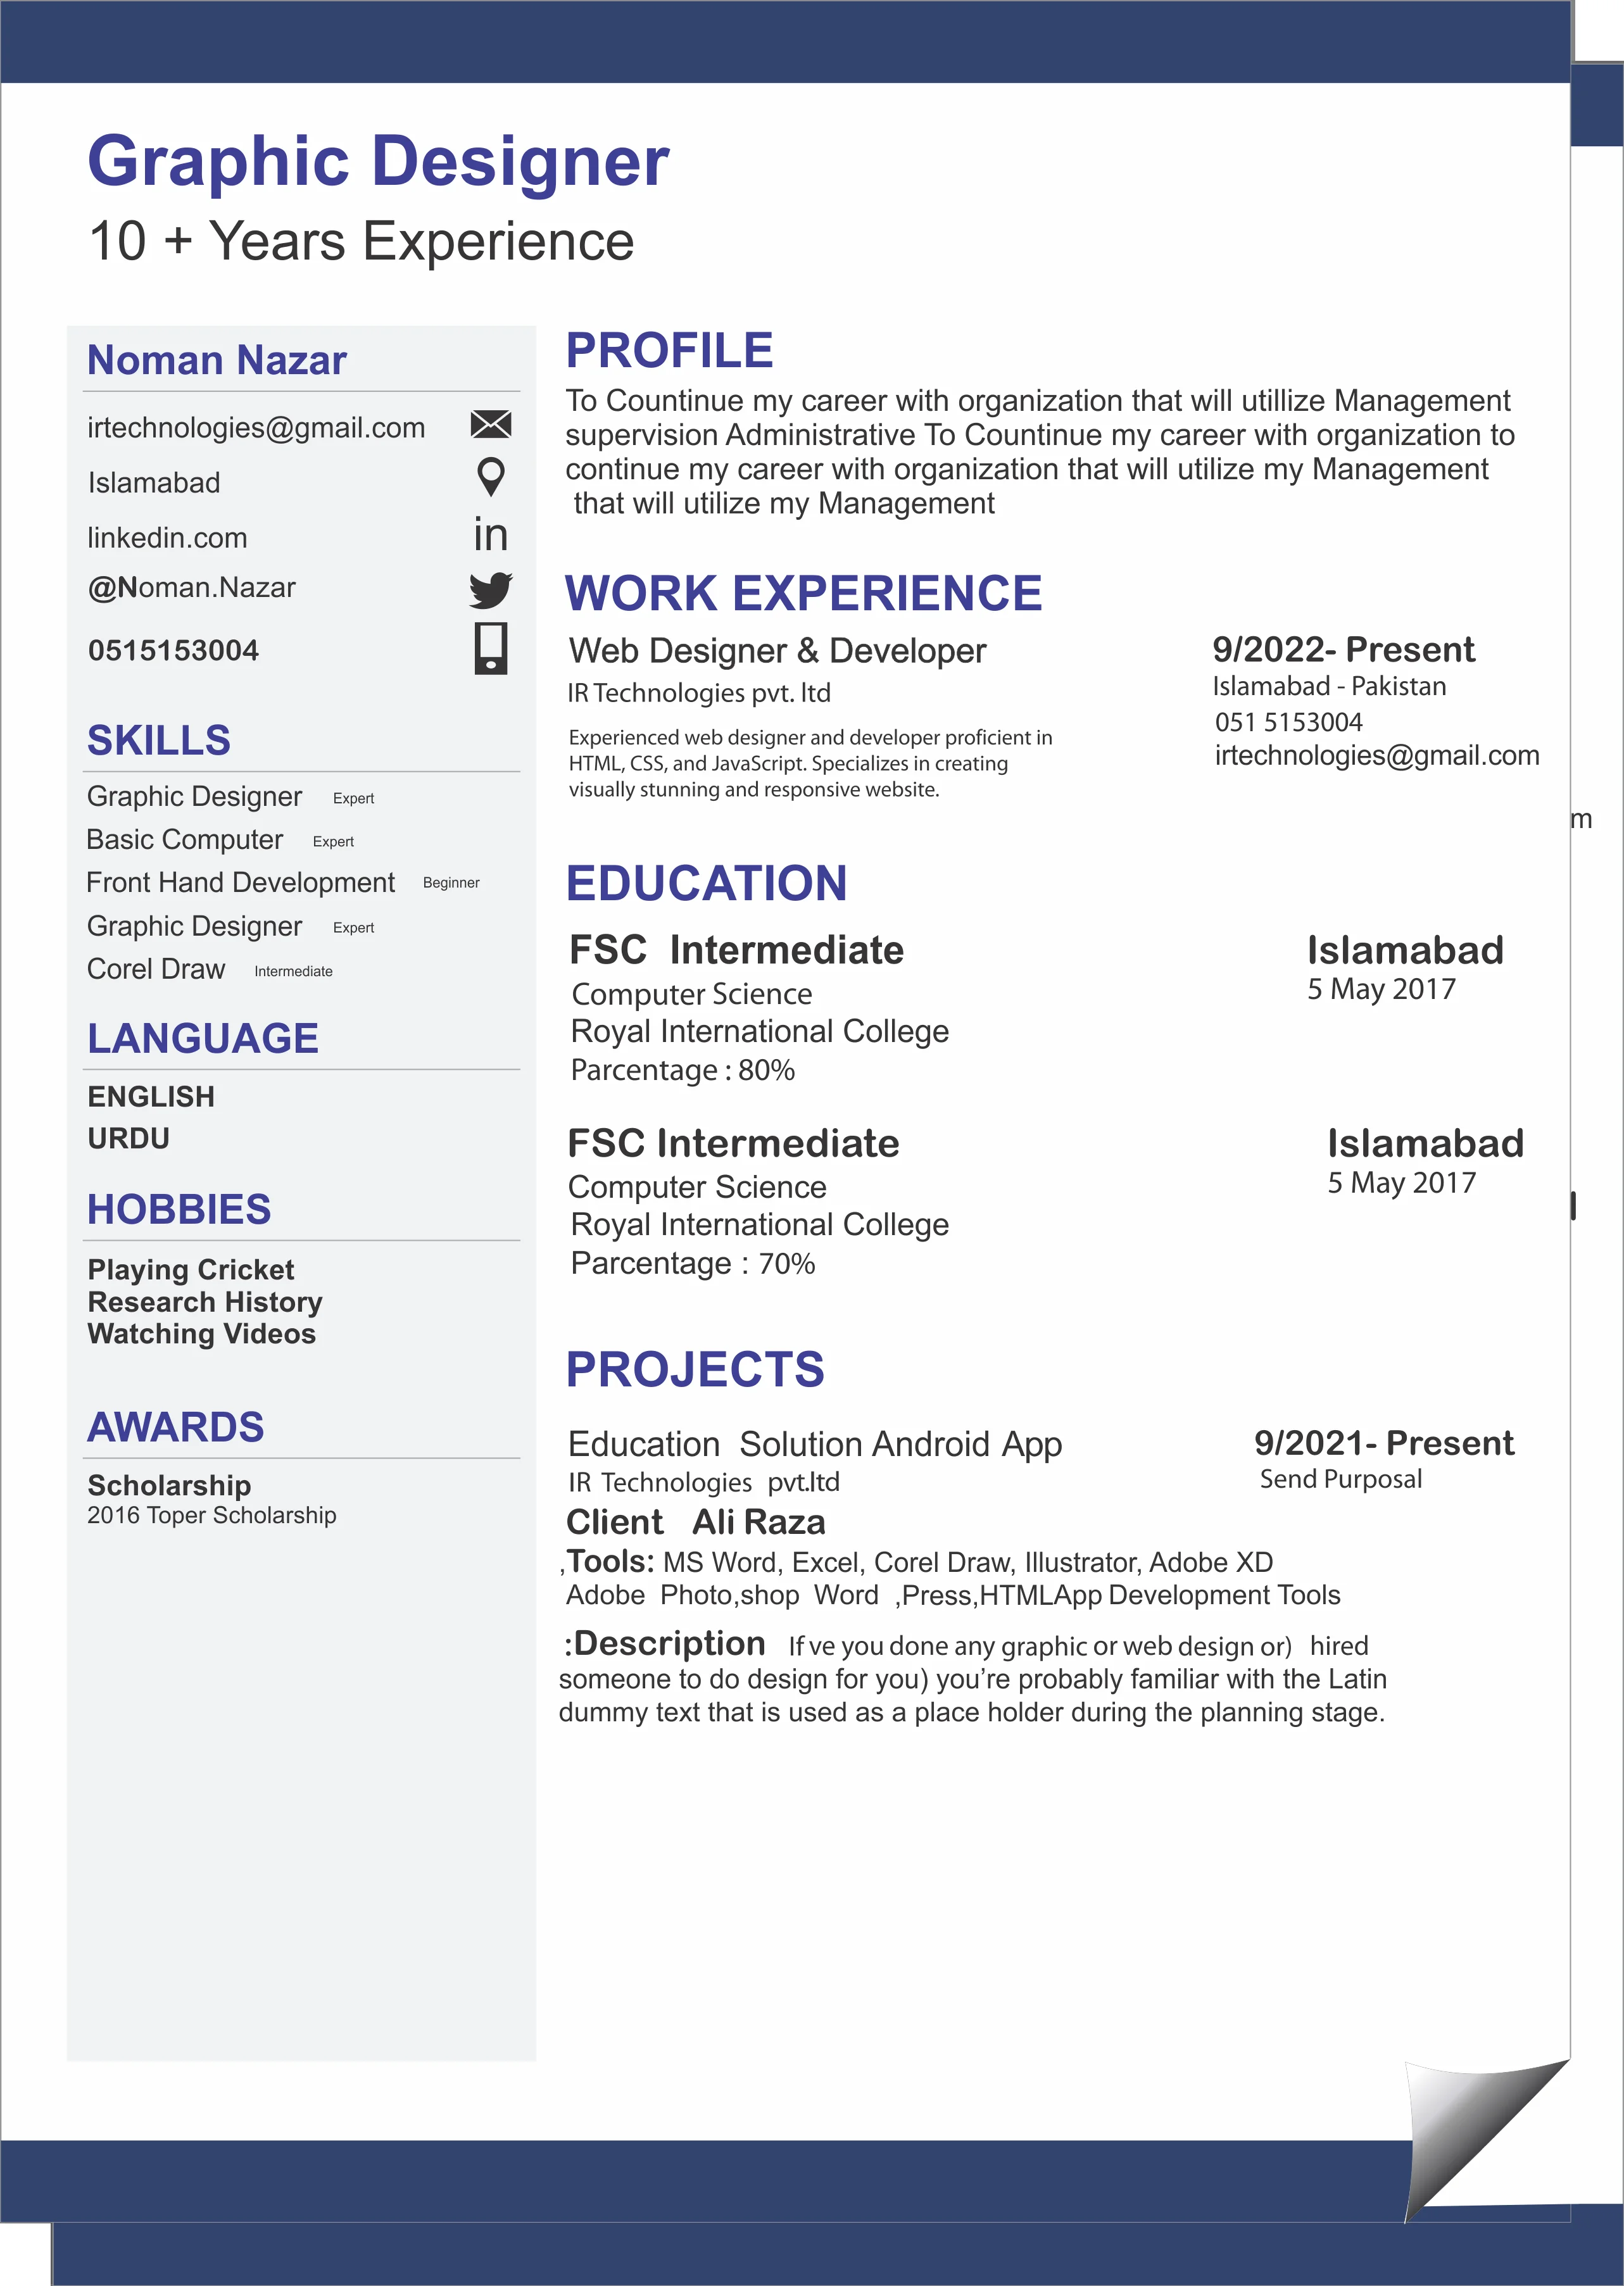 Graphic Designer
10 + Years Experience
Noman Nazar
irtechnologies@gmail.com
Islamabad
linkedin.com
in
@Noman.Nazar
0515153004
SKILLS
Graphic Designer Expert
Basic Computer Expert
Front Hand Development Beginner
Graphic Designer Expert
Corel Draw Intermediate
LANGUAGE
ENGLISH
URDU
HOBBIES
Playing Cricket
Research History
Watching Videos
AWARDS
Scholarship
2016 Toper Scholarship
PROFILE
To Countinue my career with organization that will utillize Management
supervision Administrative To Countinue my career with organization to
continue my career with organization that will utilize my Management
that will utilize my Management
WORK EXPERIENCE
Web Designer & Developer
IR Technologies pvt. ltd
Experienced web designer and developer proficient in
HTML, CSS, and JavaScript. Specializes in creating
visually stunning and responsive website.
9/2022- Present
Islamabad - Pakistan
051 5153004
irtechnologies@gmail.com
m
EDUCATION
FSC Intermediate
Computer Science
Royal International College
Parcentage : 80%
Islamabad
5 May 2017
FSC Intermediate
Computer Science
Royal International College
Parcentage : 70%
Islamabad
5 May 2017
PROJECTS
Education Solution Android App
IR Technologies pvt.ltd
9/2021- Present
Send Purposal
Client Ali Raza
,Tools: MS Word, Excel, Corel Draw, Illustrator, Adobe XD
Adobe Photo,shop Word ,Press,HTMLApp Development Tools
:Description If ve you done any graphic or web design or) hired
someone to do design for you) you’re probably familiar with the Latin
dummy text that is used as a place holder during the planning stage.